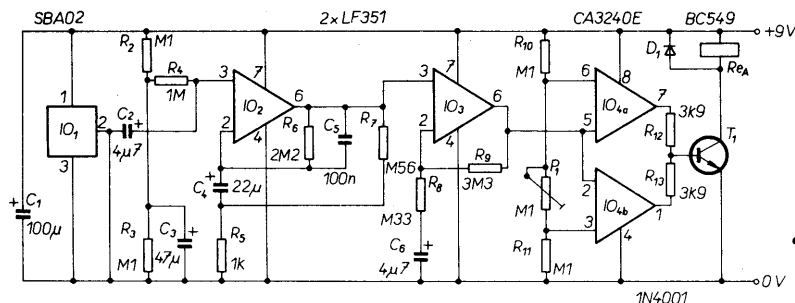 SBA02 2xLF351 CA3240E BC549
+9V
R2 M1
R4 1M
IO1
1
2
3
C2 4μ7
C1 100μ
R3 M1
C3 47μ
3
2
7
6
4
IO2
R6 2M2
C5 100n
R7 M56
C4 22μ
R5 1k
3
2
7
6
4
IO3
R8 M33
R9 3M3
C6 4μ7
R10 M1
P1 M1
R11 M1
6
5
8
7
IO4a
2
3
1
4
IO4b
R12 3k9
R13 3k9
D1
ReA
T1
0V
1N4001